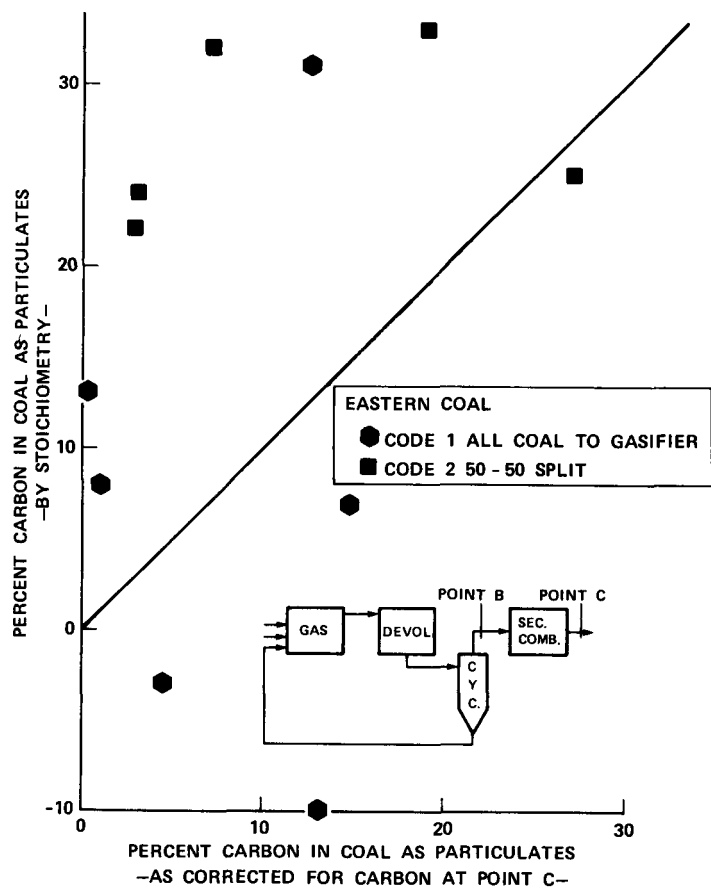 30
20
10
0
-10
0
10
20
30
PERCENT CARBON IN COAL AS PARTICULATES
—BY STOICHIOMETRY—
EASTERN COAL
CODE 1 ALL COAL TO GASIFIER
CODE 2 50-50 SPLIT
POINT B
POINT C
GAS
DEVOL.
SEC.
COMB.
C
Y
C.
PERCENT CARBON IN COAL AS PARTICULATES
—AS CORRECTED FOR CARBON AT POINT C—